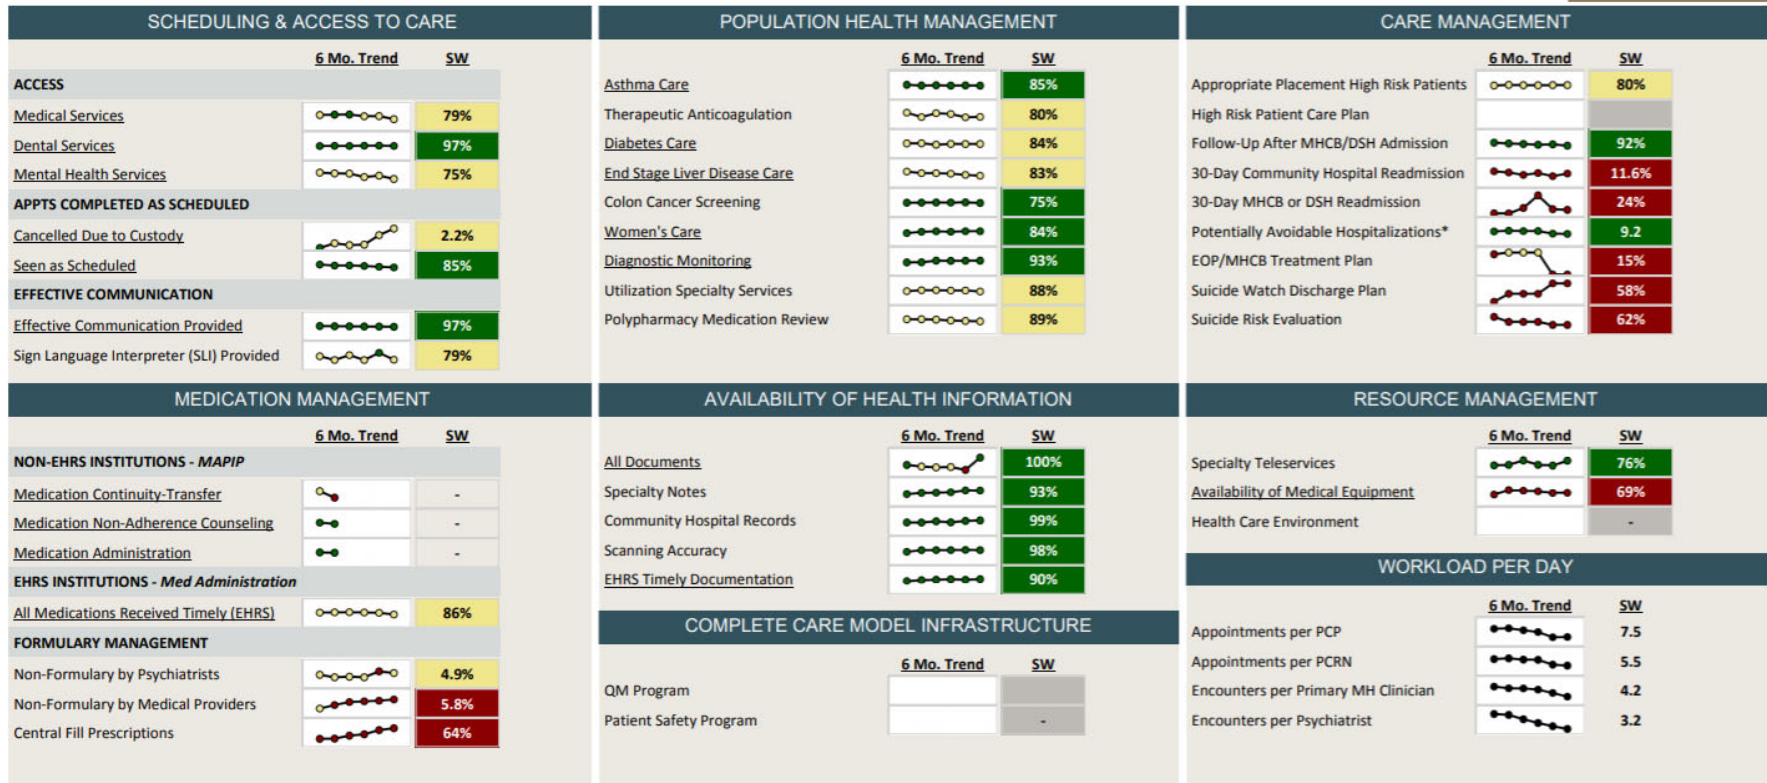 SCHEDULING & ACCESS TO CARE
6 Mo. Trend SW
ACCESS
Medical Services 79%
Dental Services 97%
Mental Health Services 75%
APPTS COMPLETED AS SCHEDULED
Cancelled Due to Custody 2.2%
Seen as Scheduled 85%
EFFECTIVE COMMUNICATION
Effective Communication Provided 97%
Sign Language Interpreter (SLI) Provided 79%
POPULATION HEALTH MANAGEMENT
6 Mo. Trend SW
Asthma Care 85%
Therapeutic Anticoagulation 80%
Diabetes Care 84%
End Stage Liver Disease Care 83%
Colon Cancer Screening 75%
Women's Care 84%
Diagnostic Monitoring 93%
Utilization Specialty Services 88%
Polypharmacy Medication Review 89%
CARE MANAGEMENT
6 Mo. Trend SW
Appropriate Placement High Risk Patients 80%
High Risk Patient Care Plan
Follow-Up After MHCB/DSH Admission 92%
30-Day Community Hospital Readmission 11.6%
30-Day MHCB or DSH Readmission 24%
Potentially Avoidable Hospitalizations* 9.2
EOP/MHCB Treatment Plan 15%
Suicide Watch Discharge Plan 58%
Suicide Risk Evaluation 62%
MEDICATION MANAGEMENT
6 Mo. Trend SW
NON-EHRS INSTITUTIONS - MAPIP
Medication Continuity-Transfer -
Medication Non-Adherence Counseling -
Medication Administration -
EHRS INSTITUTIONS - Med Administration
All Medications Received Timely (EHRS) 86%
FORMULARY MANAGEMENT
Non-Formulary by Psychiatrists 4.9%
Non-Formulary by Medical Providers 5.8%
Central Fill Prescriptions 64%
AVAILABILITY OF HEALTH INFORMATION
6 Mo. Trend SW
All Documents 100%
Specialty Notes 93%
Community Hospital Records 99%
Scanning Accuracy 98%
EHRS Timely Documentation 90%
COMPLETE CARE MODEL INFRASTRUCTURE
6 Mo. Trend SW
QM Program
Patient Safety Program -
RESOURCE MANAGEMENT
6 Mo. Trend SW
Specialty Teleservices 76%
Availability of Medical Equipment 69%
Health Care Environment -
WORKLOAD PER DAY
6 Mo. Trend SW
Appointments per PCP 7.5
Appointments per PCRN 5.5
Encounters per Primary MH Clinician 4.2
Encounters per Psychiatrist 3.2